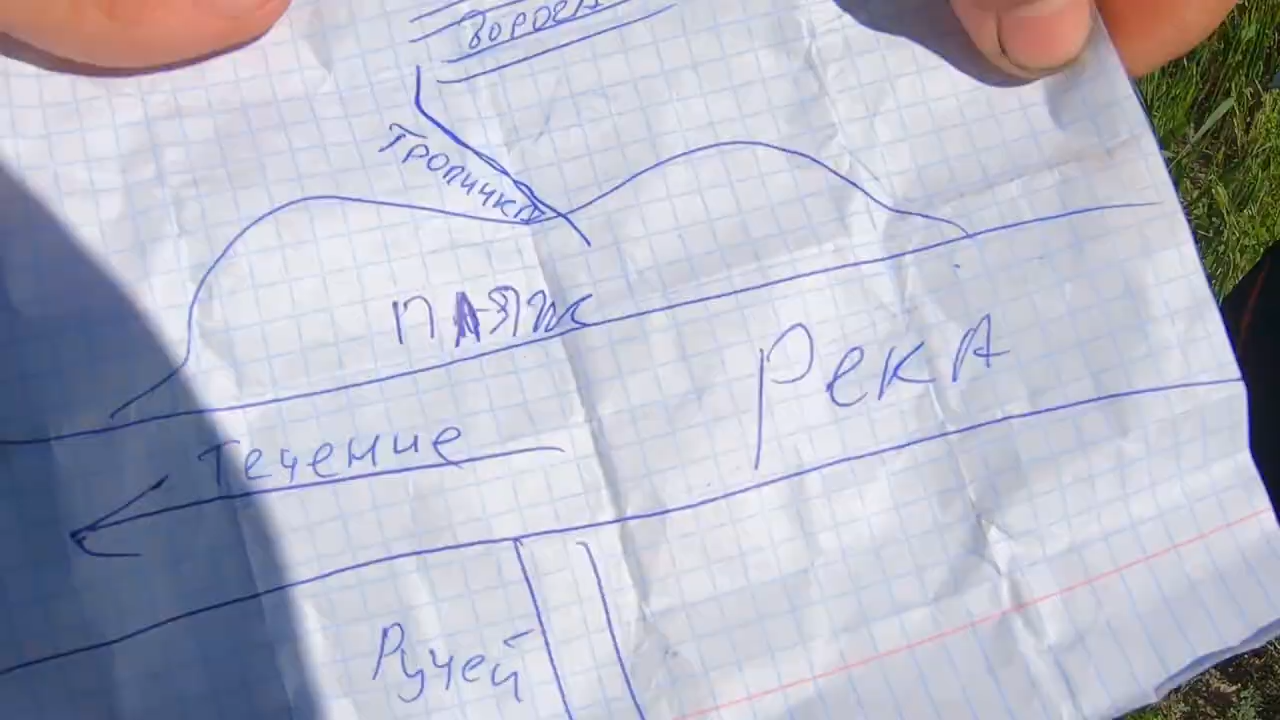 Тропичка
Пляж
Река
Течение
Ручей